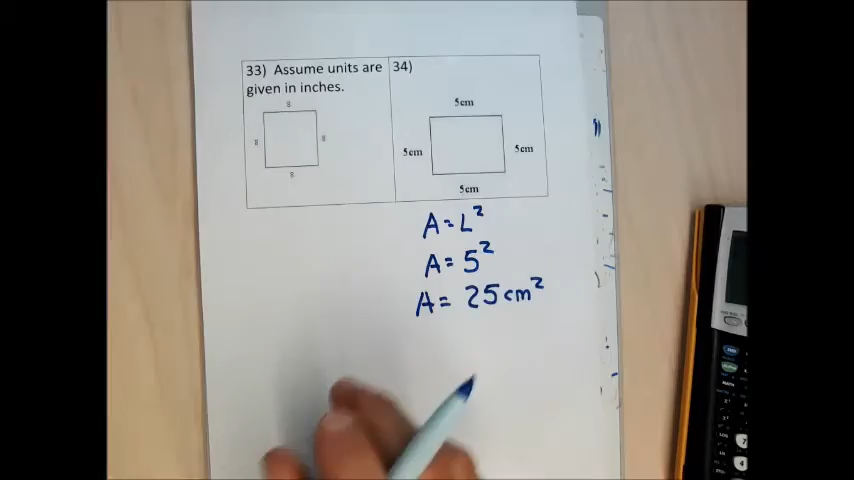 33) Assume units are
given in inches.
8
8
8
8
34)
5cm
5cm
5cm
5cm
A = L²
A = 5²
A = 25 cm²